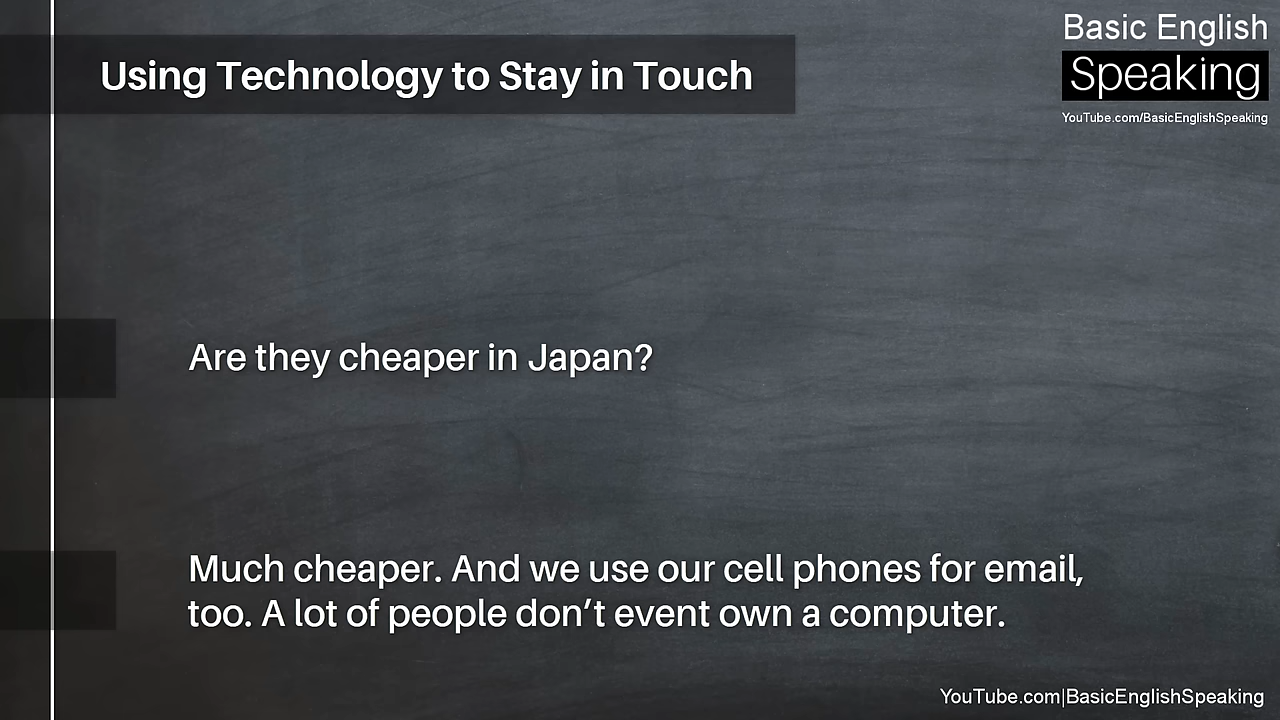 Using Technology to Stay in Touch
Basic English
Speaking
YouTube.com/BasicEnglishSpeaking
Are they cheaper in Japan?
Much cheaper. And we use our cell phones for email,
too. A lot of people don’t event own a computer.
YouTube.com|BasicEnglishSpeaking